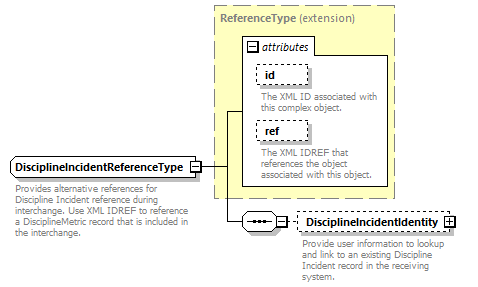 ReferenceType (extension)
attributes
id
The XML ID associated with
this complex object.
ref
The XML IDREF that
references the object
associated with this object.
DisciplineIncidentReferenceType
Provides alternative references for
Discipline Incident reference during
interchange. Use XML IDREF to reference
a DisciplineMetric record that is included in
the interchange.
DisciplineIncidentIdentity
Provide user information to lookup
and link to an existing Discipline
Incident record in the receiving
system.